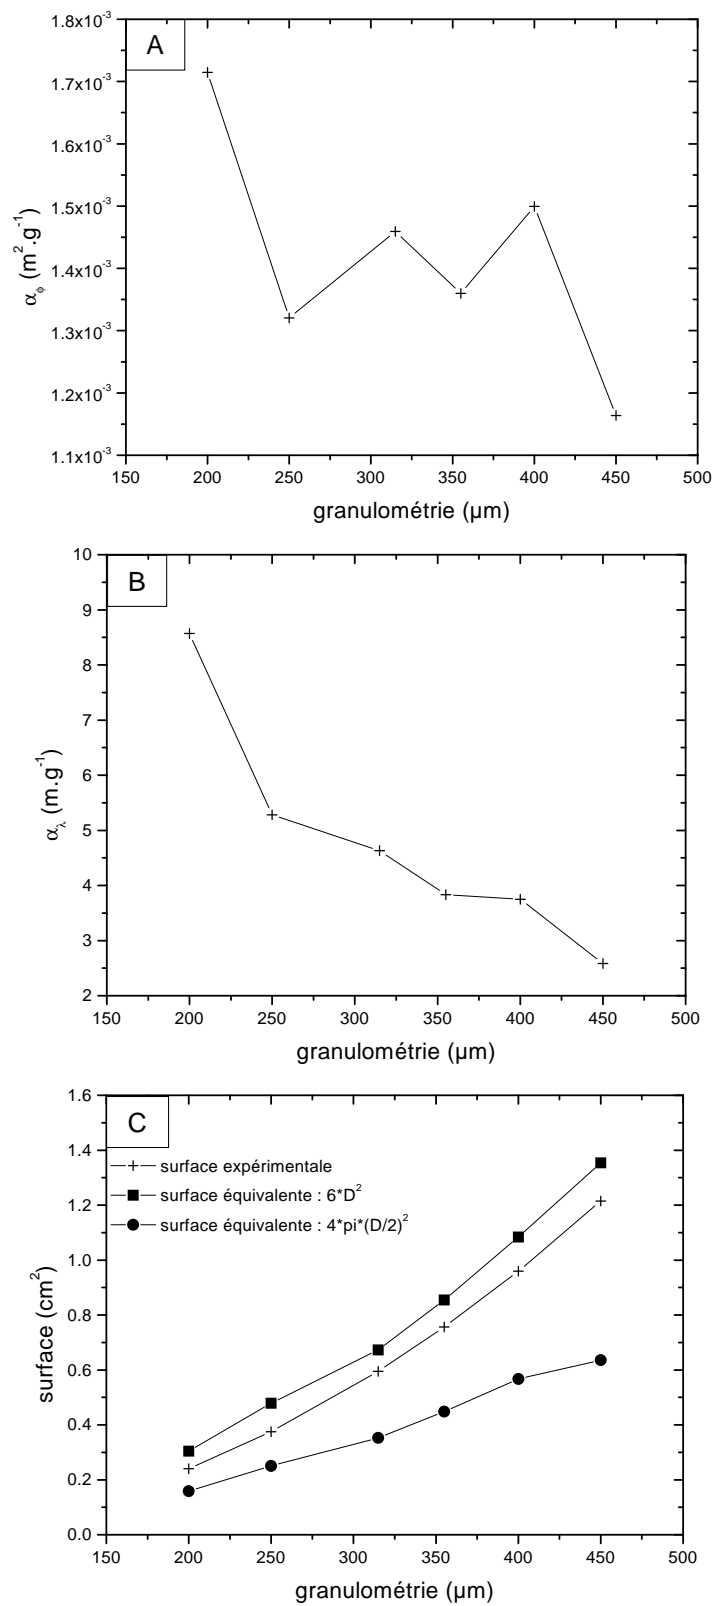 A
1.8x10⁻³
1.7x10⁻³
1.6x10⁻³
1.5x10⁻³
1.4x10⁻³
1.3x10⁻³
1.2x10⁻³
1.1x10⁻³
α_ϕ (m².g⁻¹)
150 200 250 300 350 400 450 500
granulométrie (µm)
B
10
9
8
7
6
5
4
3
2
α_λ (m.g⁻¹)
150 200 250 300 350 400 450 500
granulométrie (µm)
C
1.6
1.4
1.2
1.0
0.8
0.6
0.4
0.2
0.0
surface expérimentale
surface équivalente : 6*D²
surface équivalente : 4*pi*(D/2)²
surface (cm²)
150 200 250 300 350 400 450 500
granulométrie (µm)